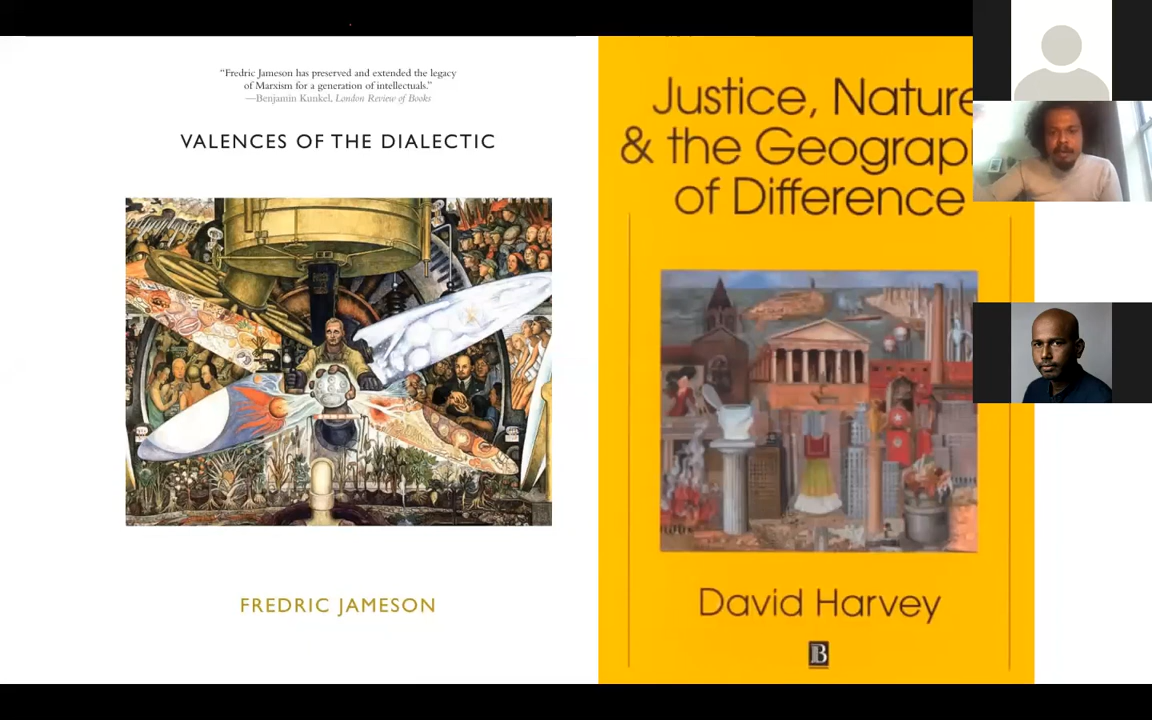 “Fredric Jameson has preserved and extended the legacy
of Marxism for a generation of intellectuals.”
—Benjamin Kunkel, London Review of Books
VALENCES OF THE DIALECTIC
FREDRIC JAMESON
Justice, Nature
& the Geograp
of Difference
David Harvey
B